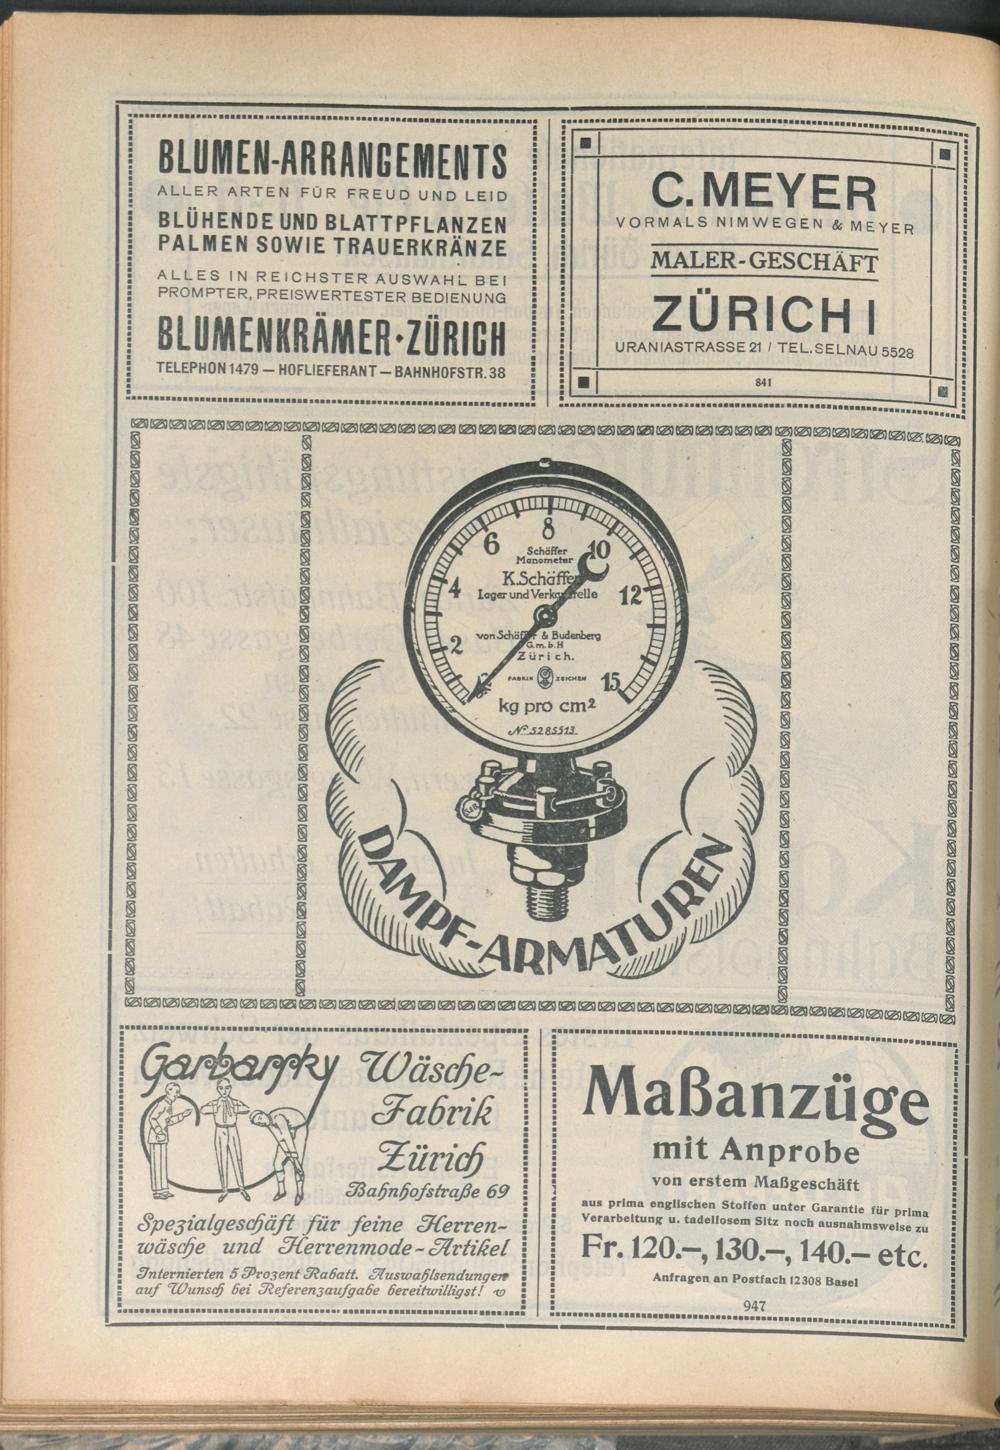 BLUMEN-ARRANGEMENTS
ALLER ARTEN FÜR FREUD UND LEID
BLÜHENDE UND BLATTPFLANZEN
PALMEN SOWIE TRAUERKRÄNZE
ALLES IN REICHSTER AUSWAHL BEI
PROMPTER, PREISWERTESTER BEDIENUNG
BLUMENKRÄMER·ZÜRICH
TELEPHON 1479 — HOFLIEFERANT — BAHNHOFSTR. 38
C. MEYER
VORMALS NIMWEGEN & MEYER
MALER-GESCHÄFT
ZÜRICH I
URANIASTRASSE 21 / TEL. SELNAU 5528
841
2
4
6
8
10
12
15
Schäffer
Manometer
K. Schäffer
Lager und Verkaufstelle
von Schäffer & Budenberg
G.m.b.H
Zürich.
FABRIK ZEICHEN
kg pro cm²
No. 5285513.
DAMPF-ARMATUREN
Garbarsky
Wäsche-
Fabrik
Zürich
Bahnhofstraße 69
Spezialgeschäft für feine Herren-
wäsche und Herrenmode-Artikel
Internierten 5 Prozent Rabatt. Auswahlsendungen
auf Wunsch bei Referenzaufgabe bereitwilligst!
Maßanzüge
mit Anprobe
von erstem Maßgeschäft
aus prima englischen Stoffen unter Garantie für prima
Verarbeitung u. tadellosem Sitz noch ausnahmsweise zu
Fr. 120.—, 130.—, 140.— etc.
Anfragen an Postfach 12308 Basel
947